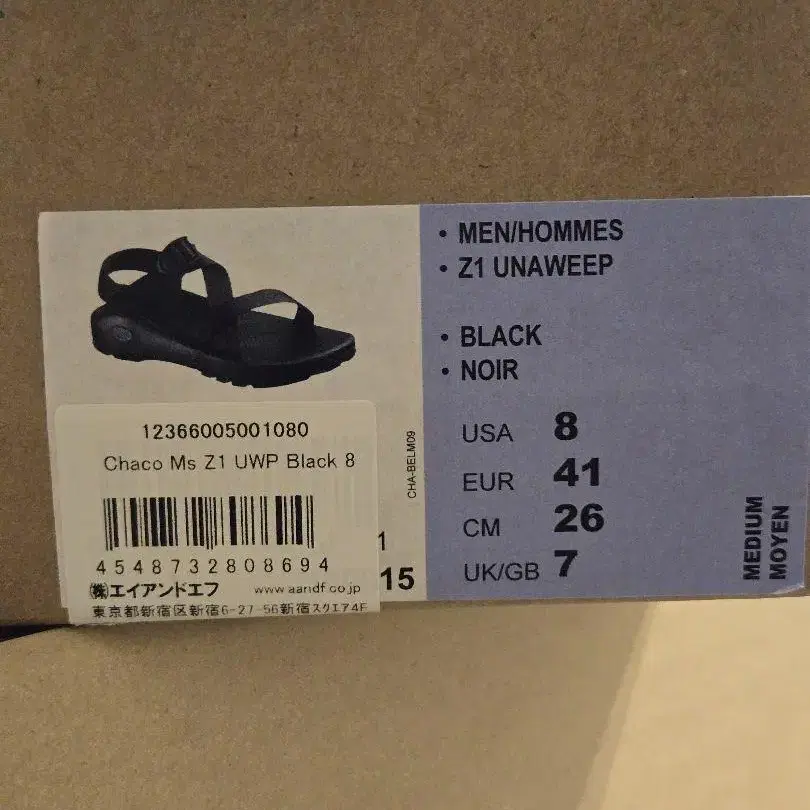 12366005001080
Chaco Ms Z1 UWP Black 8
4548732808694
㈱エイアンドエフ www.aandf.co.jp
東京都新宿区新宿6-27-56新宿スクエア4F
CHA-BELM09
1
15
• MEN/HOMMES
• Z1 UNAWEEP
• BLACK
• NOIR
USA 8
EUR 41
CM 26
UK/GB 7
MEDIUM
MOYEN